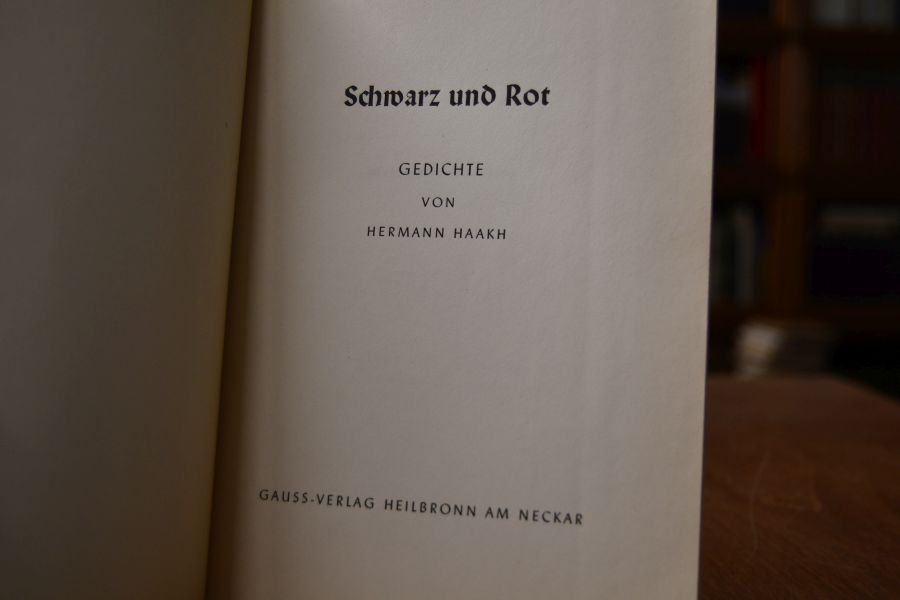 Schwarz und Rot
GEDICHTE
VON
HERMANN HAAKH
GAUSS-VERLAG HEILBRONN AM NECKAR